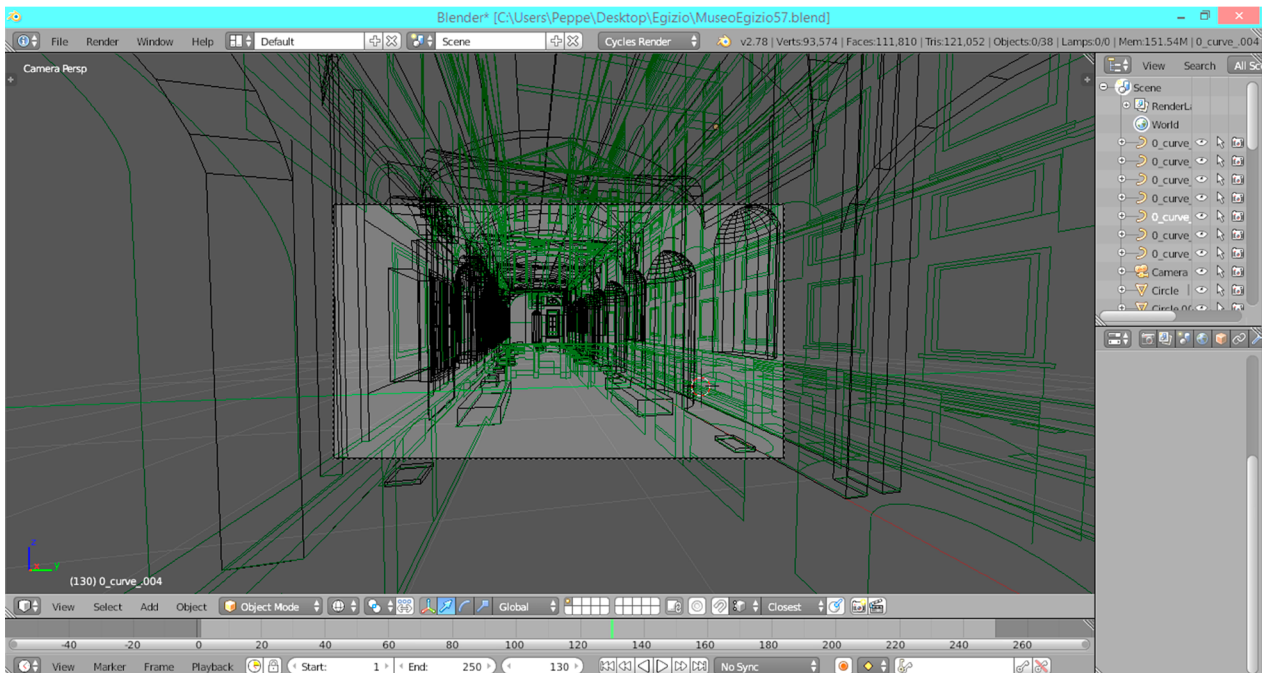 Blender* [C:\Users\Peppe\Desktop\Egizio\MuseoEgizio57.blend]
File Render Window Help Default Scene Cycles Render v2.78 | Verts:93,574 | Faces:111,810 | Tris:121,052 | Objects:0/38 | Lamps:0/0 | Mem:151.54M | 0_curve_.004
Camera Persp
View Search All Sc
Scene
RenderLa
World
0_curve_
0_curve_
0_curve_
0_curve_
0_curve_
0_curve_
0_curve_
Camera
Circle
z
x y
(130) 0_curve_.004
View Select Add Object Object Mode Global Closest
-40 -20 0 20 40 60 80 100 120 140 160 180 200 220 240 260
View Marker Frame Playback Start: 1 End: 250 130 No Sync